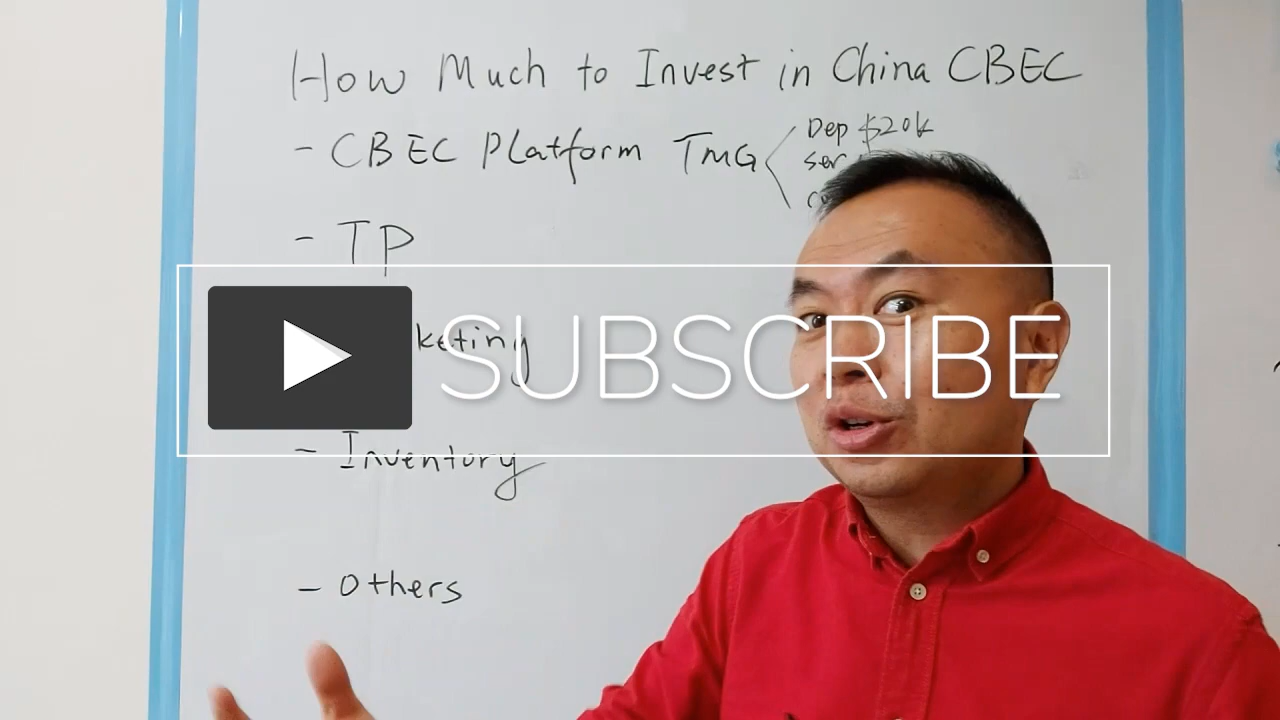 How Much to Invest in China CBEC
- CBEC Platform TMG
Dep $20k
- TP
SUBSCRIBE
- Inventory
- Others